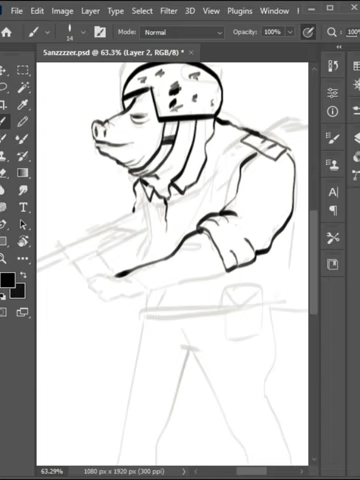 File Edit Image Layer Type Select Filter 3D View Plugins Window
14 Mode: Normal Opacity: 100%
Sanzzzzer.psd @ 63.3% (Layer 2, RGB/8) * ×
63.29% 1080 px x 1920 px (300 ppi)